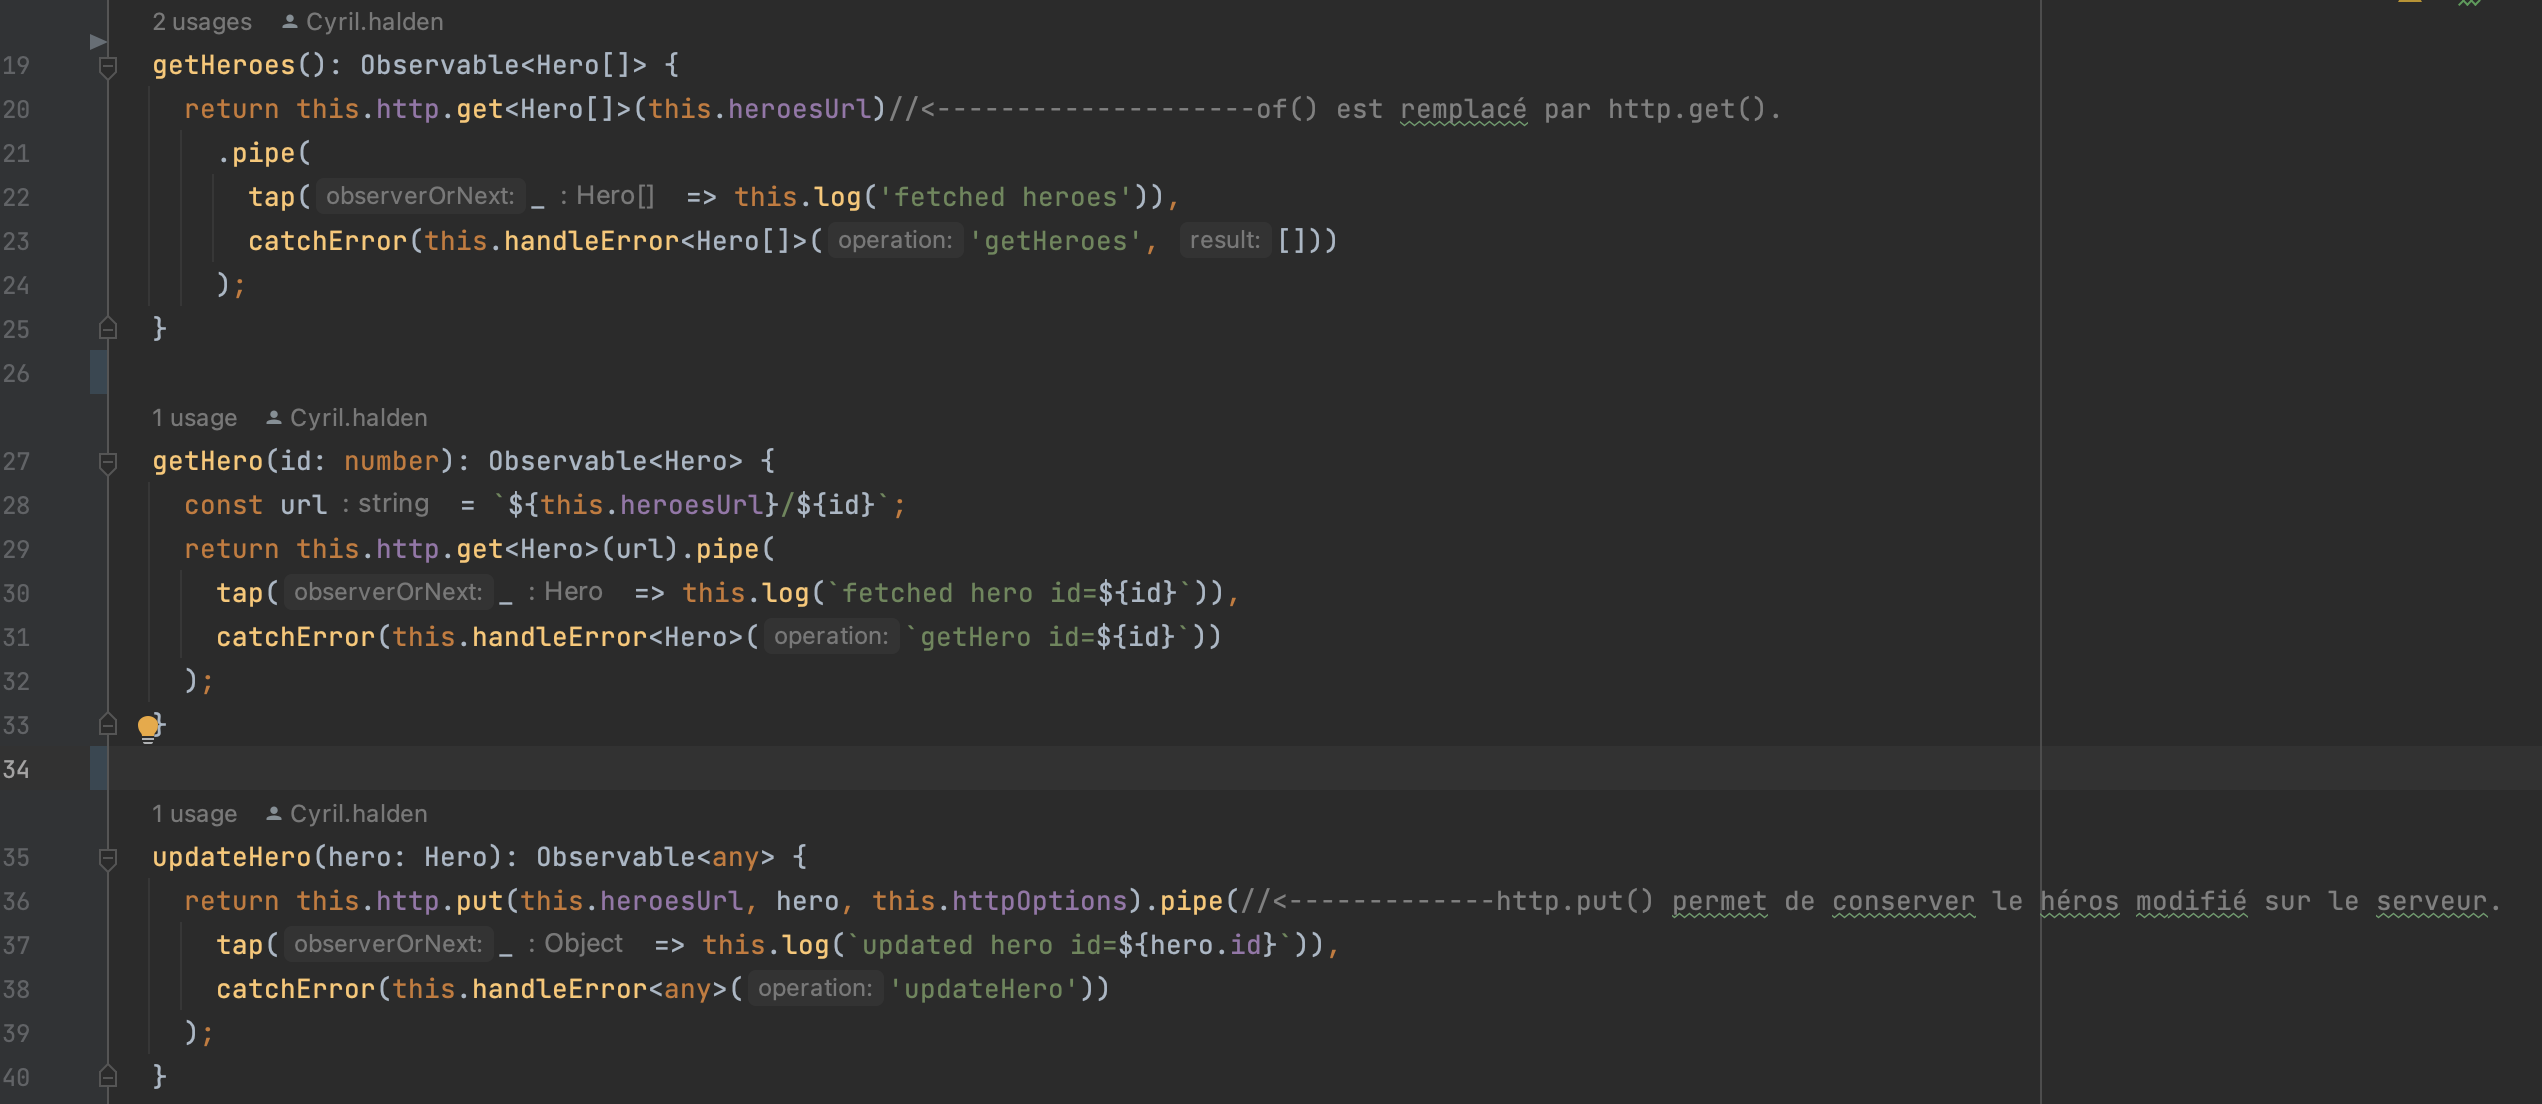 2 usages Cyril.halden
19 getHeroes(): Observable<Hero[]> {
20 return this.http.get<Hero[]>(this.heroesUrl)//<--------------------of() est remplacé par http.get().
21 .pipe(
22 tap( observerOrNext: _ : Hero[] => this.log('fetched heroes')),
23 catchError(this.handleError<Hero[]>( operation: 'getHeroes', result: []))
24 );
25 }
26
1 usage Cyril.halden
27 getHero(id: number): Observable<Hero> {
28 const url : string = `${this.heroesUrl}/${id}`;
29 return this.http.get<Hero>(url).pipe(
30 tap( observerOrNext: _ : Hero => this.log(`fetched hero id=${id}`)),
31 catchError(this.handleError<Hero>( operation: `getHero id=${id}`))
32 );
33 }
34
1 usage Cyril.halden
35 updateHero(hero: Hero): Observable<any> {
36 return this.http.put(this.heroesUrl, hero, this.httpOptions).pipe(//<-------------http.put() permet de conserver le héros modifié sur le serveur.
37 tap( observerOrNext: _ : Object => this.log(`updated hero id=${hero.id}`)),
38 catchError(this.handleError<any>( operation: 'updateHero'))
39 );
40 }